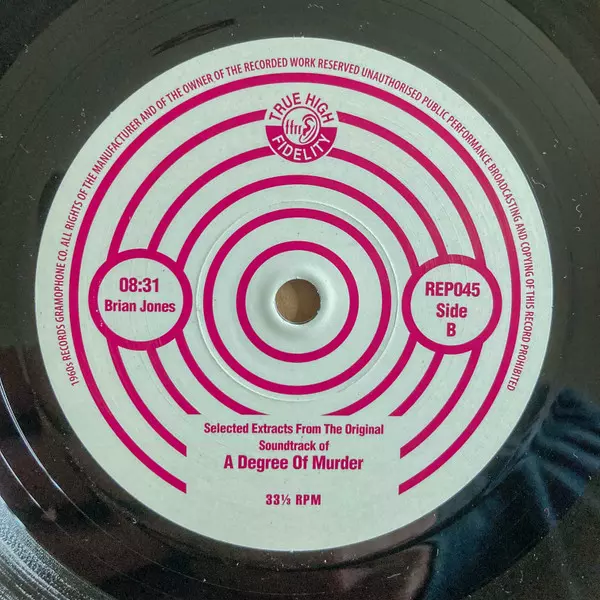 1960s RECORDS GRAMOPHONE CO. ALL RIGHTS OF THE MANUFACTURER AND OF THE OWNER OF THE RECORDED WORK RESERVED UNAUTHORISED PUBLIC PERFORMANCE BROADCASTING AND COPYING OF THIS RECORD PROHIBITED
TRUE HIGH
ffrr
FIDELITY
08:31
Brian Jones
REP045
Side
B
Selected Extracts From The Original
Soundtrack of
A Degree Of Murder
33⅓ RPM